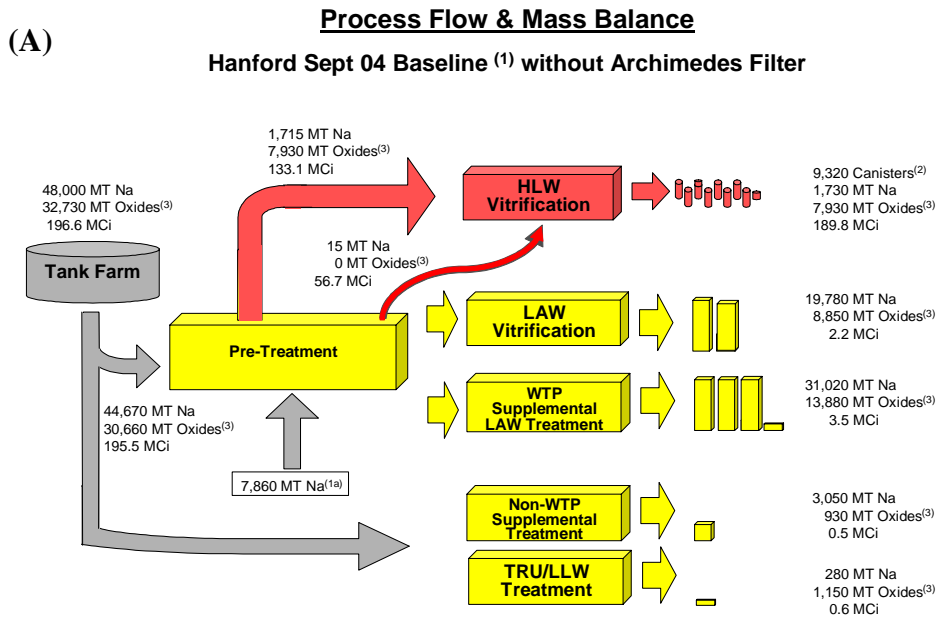 Process Flow & Mass Balance
(A)
Hanford Sept 04 Baseline (1) without Archimedes Filter
1,715 MT Na
7,930 MT Oxides(3)
133.1 MCi
48,000 MT Na
32,730 MT Oxides(3)
196.6 MCi
Tank Farm
HLW
Vitrification
9,320 Canisters(2)
1,730 MT Na
7,930 MT Oxides(3)
189.8 MCi
15 MT Na
0 MT Oxides(3)
56.7 MCi
Pre-Treatment
LAW
Vitrification
19,780 MT Na
8,850 MT Oxides(3)
2.2 MCi
44,670 MT Na
30,660 MT Oxides(3)
195.5 MCi
WTP
Supplemental
LAW Treatment
31,020 MT Na
13,880 MT Oxides(3)
3.5 MCi
7,860 MT Na(1a)
Non-WTP
Supplemental
Treatment
3,050 MT Na
930 MT Oxides(3)
0.5 MCi
TRU/LLW
Treatment
280 MT Na
1,150 MT Oxides(3)
0.6 MCi